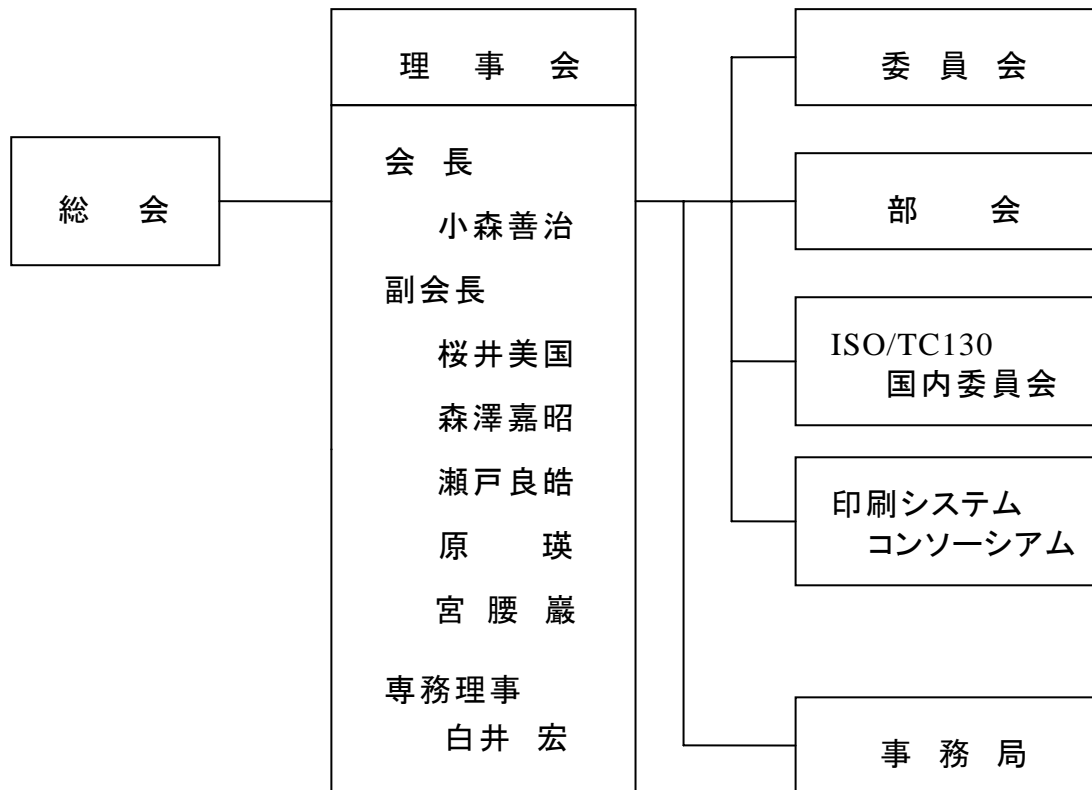 総会
理事会
会長
小森善治
副会長
桜井美国
森澤嘉昭
瀬戸良皓
原 瑛
宮腰 巖
専務理事
白井 宏
委員会
部会
ISO/TC130
国内委員会
印刷システム
コンソーシアム
事務局